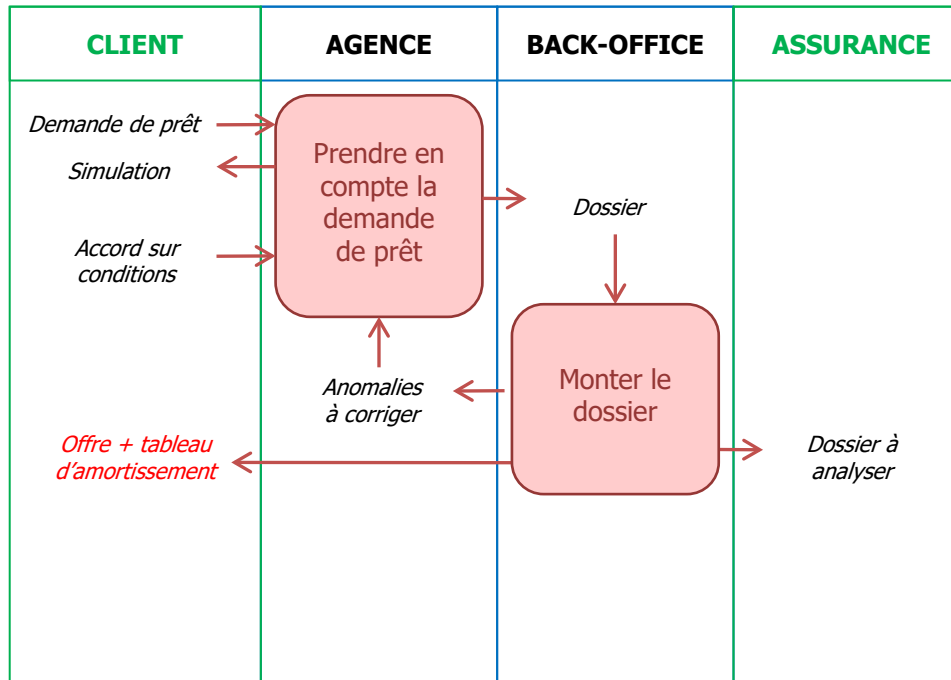 CLIENT
AGENCE
BACK-OFFICE
ASSURANCE
Demande de prêt
Simulation
Accord sur
conditions
Prendre en
compte la
demande
de prêt
Dossier
Anomalies
à corriger
Monter le
dossier
Offre + tableau
d’amortissement
Dossier à
analyser